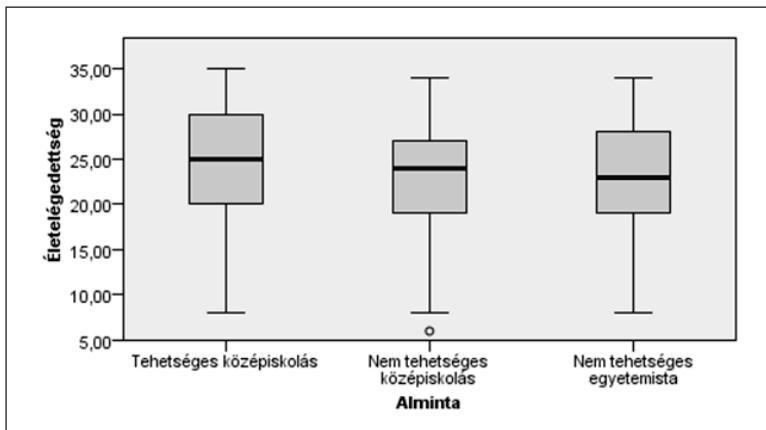 Életelégedettség
35,00
30,00
25,00
20,00
15,00
10,00
5,00
Tehetséges középiskolás
Nem tehetséges
középiskolás
Nem tehetséges
egyetemista
Alminta